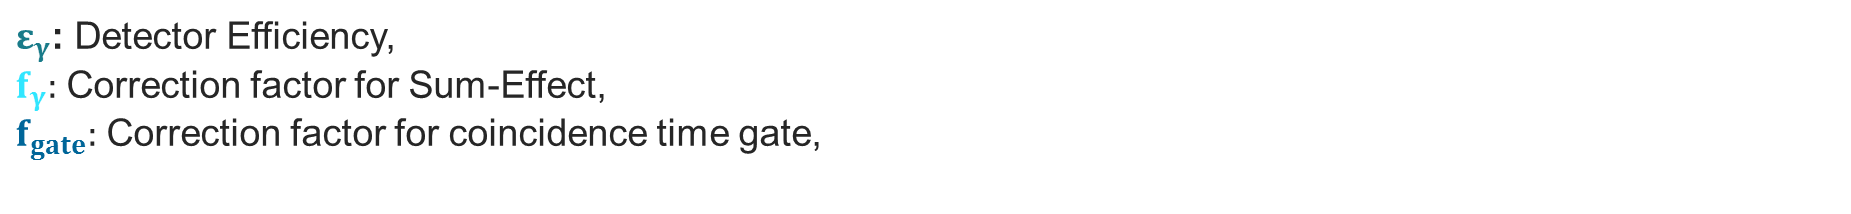 εγ: Detector Efficiency,
fγ: Correction factor for Sum-Effect,
fgate: Correction factor for coincidence time gate,